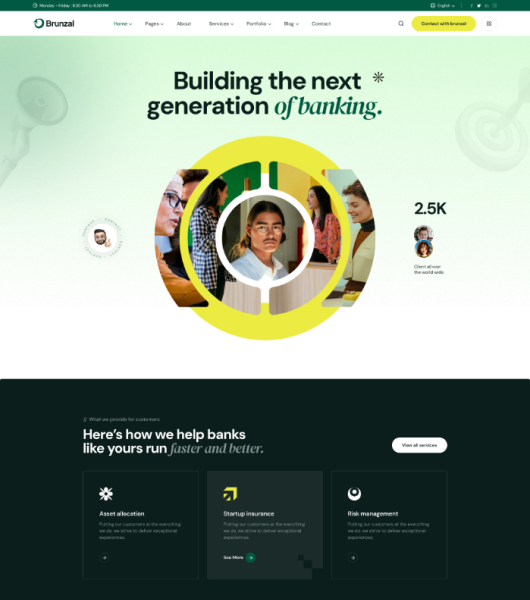 Monday - Friday : 8:30 AM to 6:30 PM
English
Brunzal
Home
Pages
About
Services
Portfolio
Blog
Contact
Contact with brunzal
Building the next
generation of banking.
2.5K
Client all over
the world wide
// What we provide for customers
Here's how we help banks
like yours run faster and better.
View all services
Asset allocation
Startup insurance
Risk management
Putting our customers at the everything
we do, we strive to deliver exceptional
experiences.
Putting our customers at the everything
we do, we strive to deliver exceptional
experiences.
Putting our customers at the everything
we do, we strive to deliver exceptional
experiences.
See More